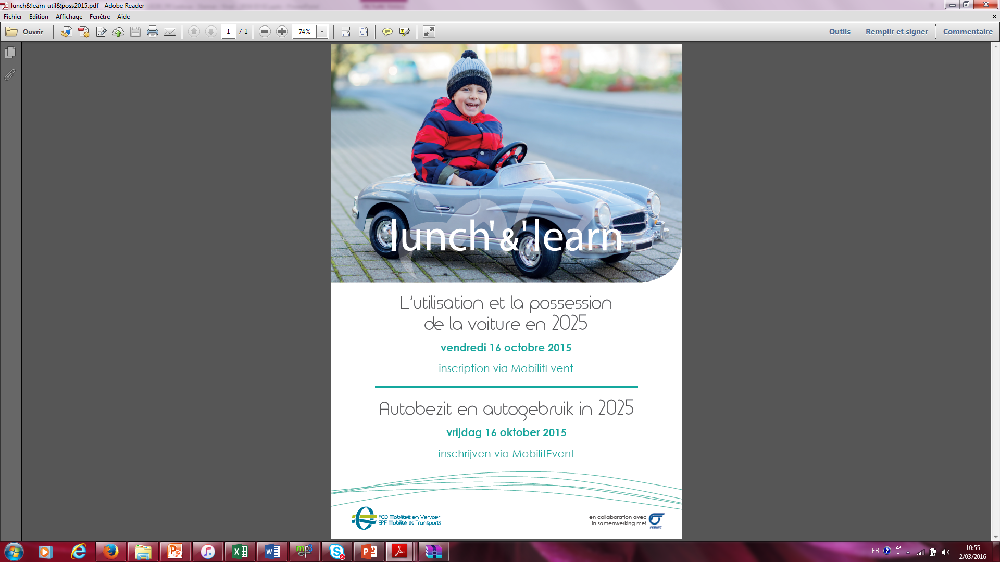 lunch&learn-util&poss2015.pdf - Adobe Reader
Fichier Edition Affichage Fenêtre Aide
Ouvrir
1 / 1
74%
Outils
Remplir et signer
Commentaire
lunch'&'learn
L'utilisation et la possession
de la voiture en 2025
vendredi 16 octobre 2015
inscription via MobilitEvent
Autobezit en autogebruik in 2025
vrijdag 16 oktober 2015
inschrijven via MobilitEvent
FOD Mobiliteit en Vervoer
SPF Mobilité et Transports
en collaboration avec
in samenwerking met
FEBIAC
FR
10:55
2/03/2016